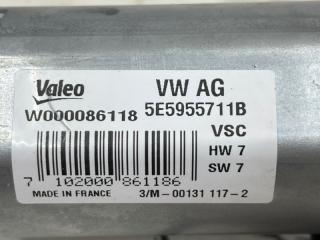 Valeo VW AG
W000086118 5E5955711B
VSC
HW 7
SW 7
7 102000 861186
MADE IN FRANCE 3/M-00131 117-2